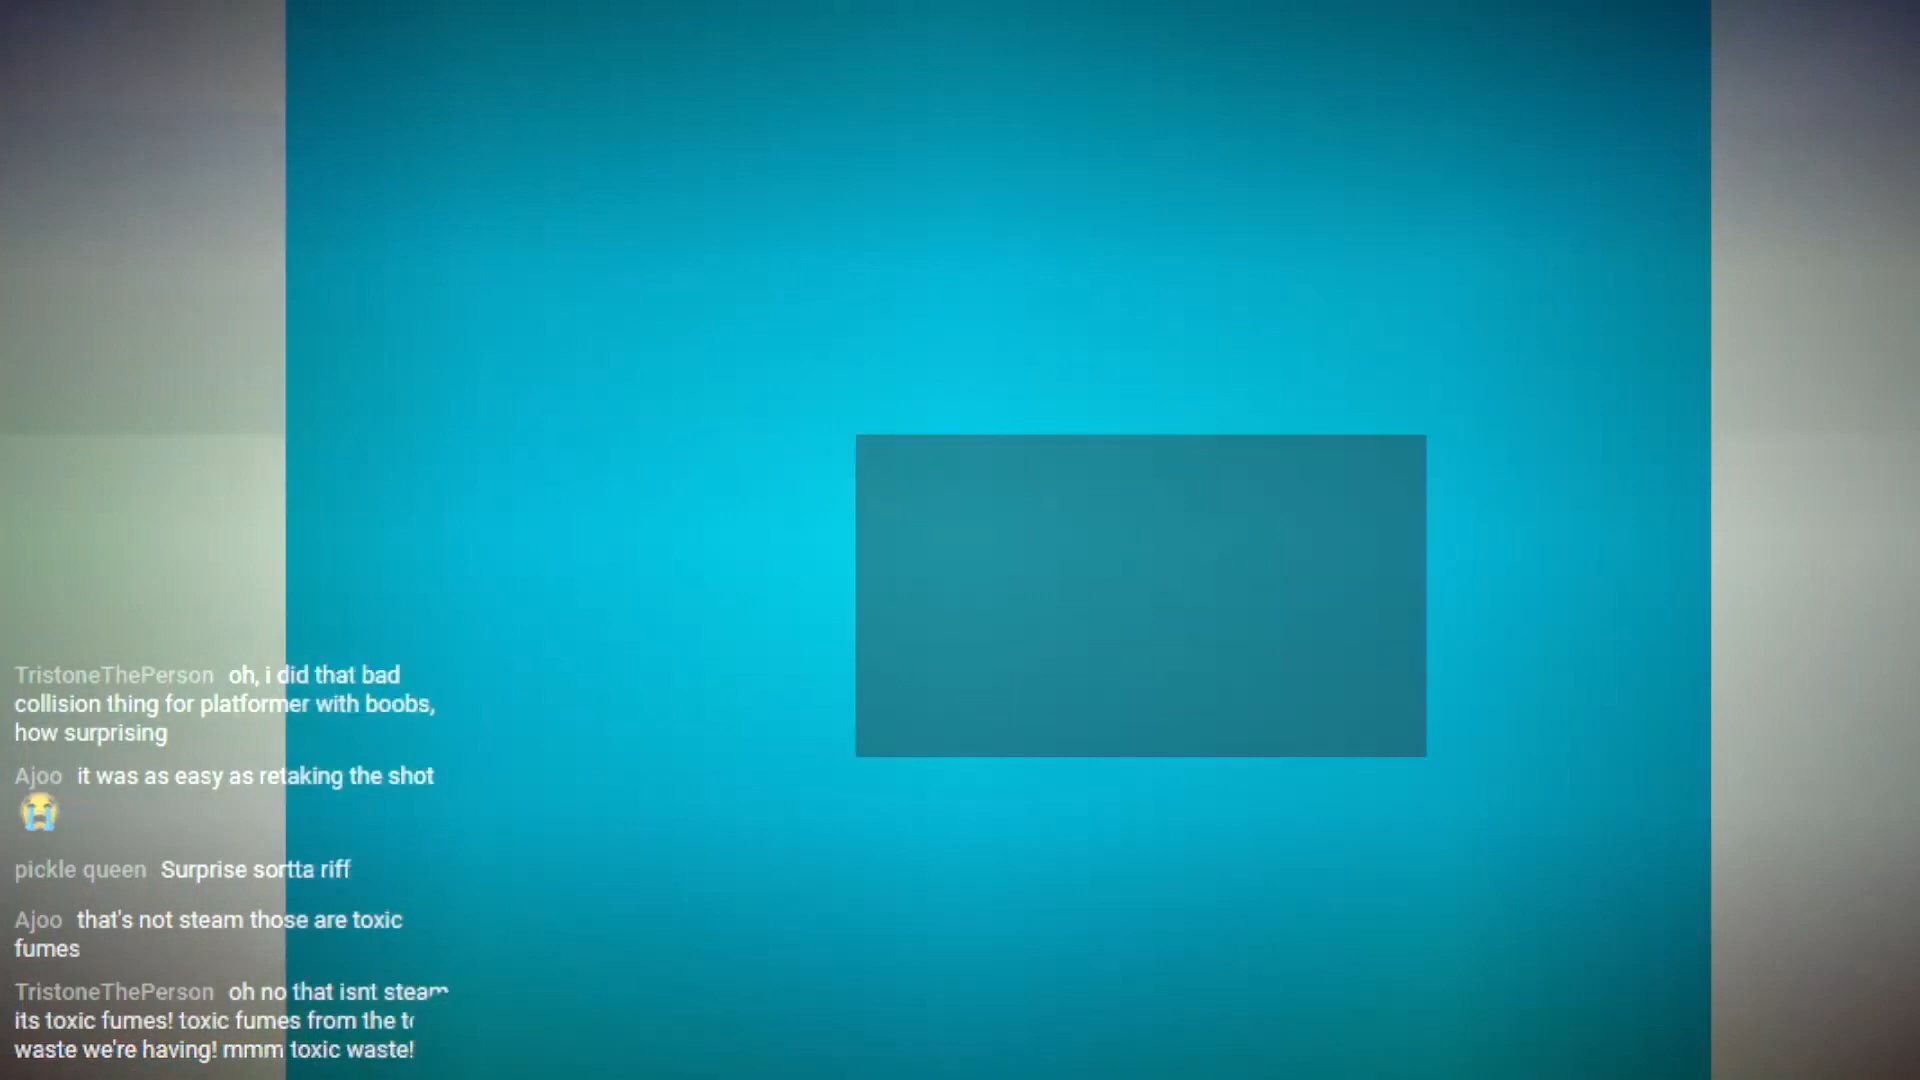 TristoneThePerson oh, i did that bad
collision thing for platformer with boobs,
how surprising
Ajoo it was as easy as retaking the shot
😭
pickle queen Surprise sortta riff
Ajoo that's not steam those are toxic
fumes
TristoneThePerson oh no that isnt steam
its toxic fumes! toxic fumes from the
waste we're having! mmm toxic waste!